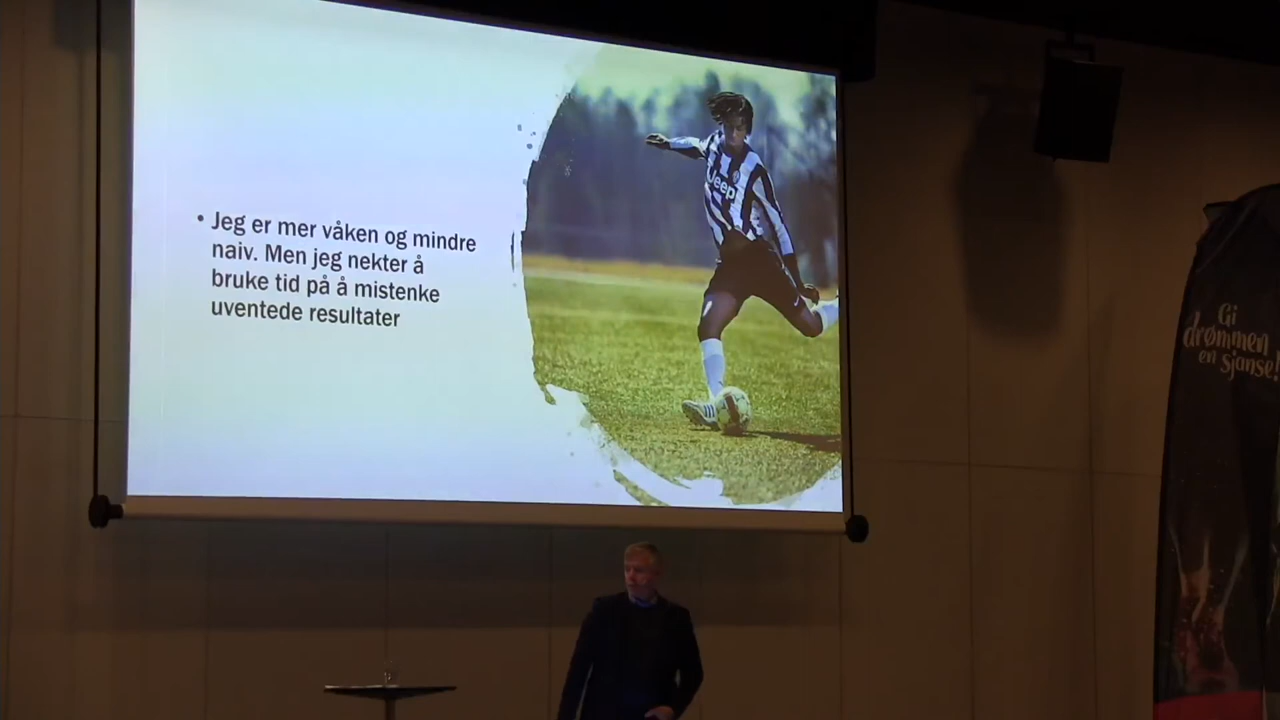 • Jeg er mer våken og mindre
naiv. Men jeg nekter å
bruke tid på å mistenke
uventede resultater
Jeep
Gi
drømmen
en sjanse!